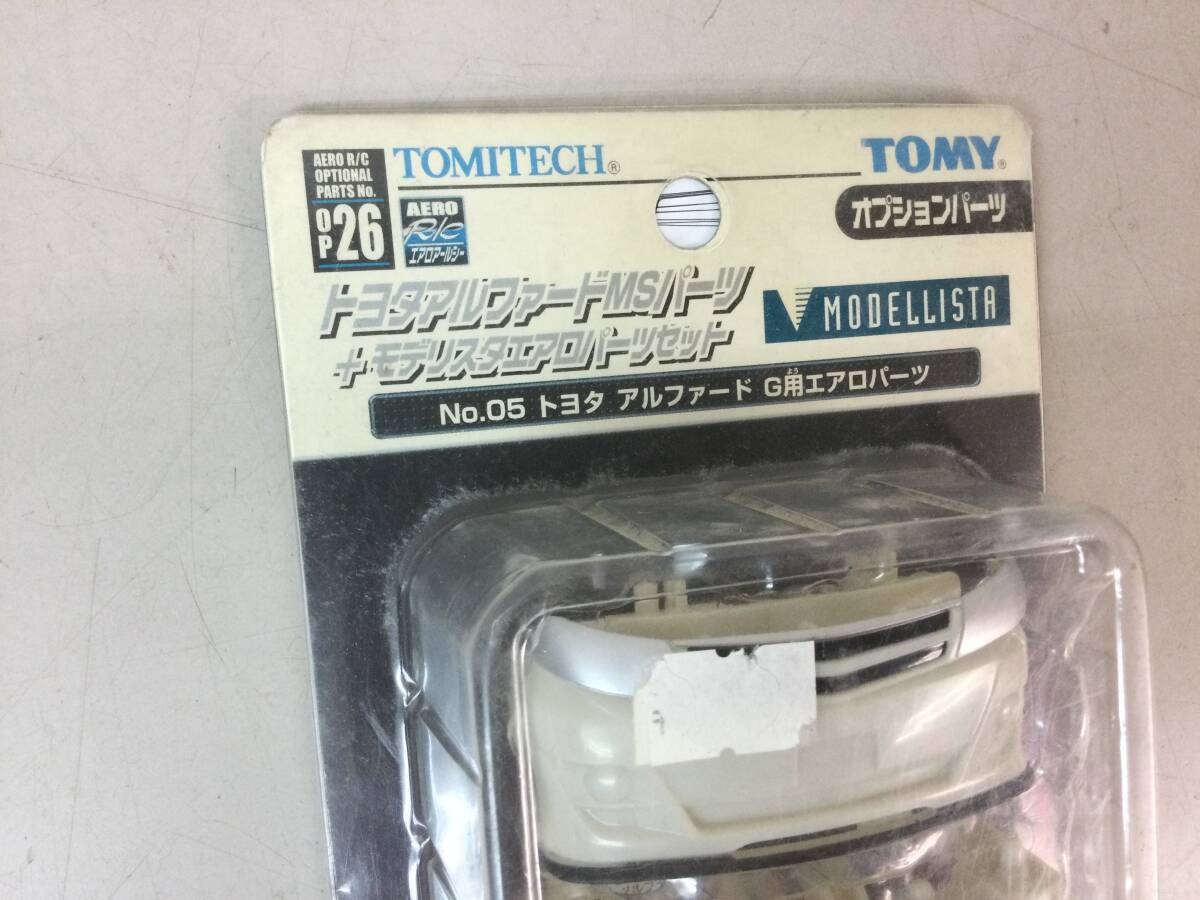 AERO R/C
OPTIONAL
PARTS No.
OP26
TOMITECH®
TOMY®
AERO
R/C
エアロアールシー
オプションパーツ
トヨタアルファードMSパーツ
+モデリスタエアロパーツセット
MODELLISTA
No.05 トヨタ アルファード G用エアロパーツ
よう